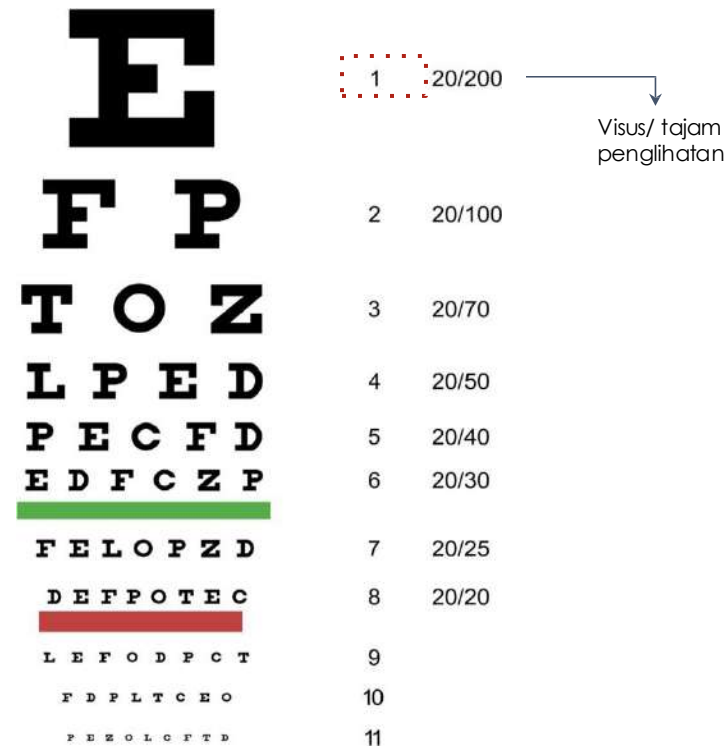 E 1 20/200
Visus/ tajam
penglihatan
F P 2 20/100
T O Z 3 20/70
L P E D 4 20/50
P E C F D 5 20/40
E D F C Z P 6 20/30
F E L O P Z D 7 20/25
D E F P O T E C 8 20/20
L E F O D P C T 9
F D P L T C E O 10
P E Z O L C F T D 11